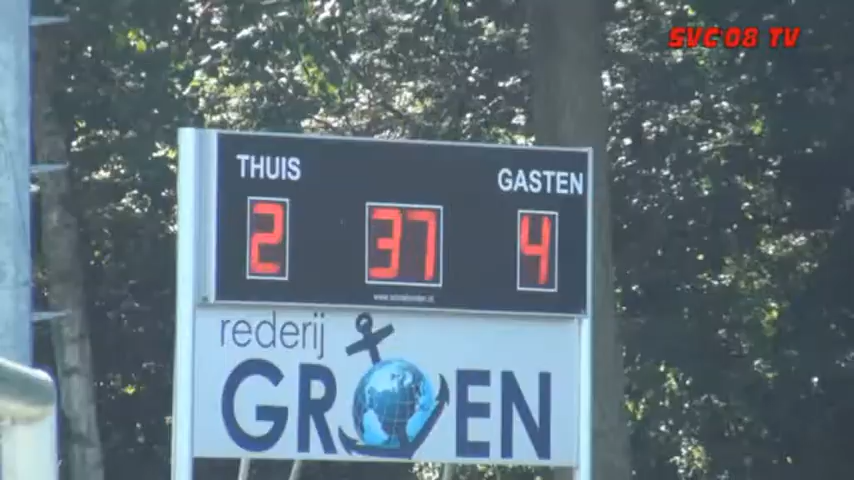 SVC'08 TV
THUIS
GASTEN
2 37 4
rederij
GROEN